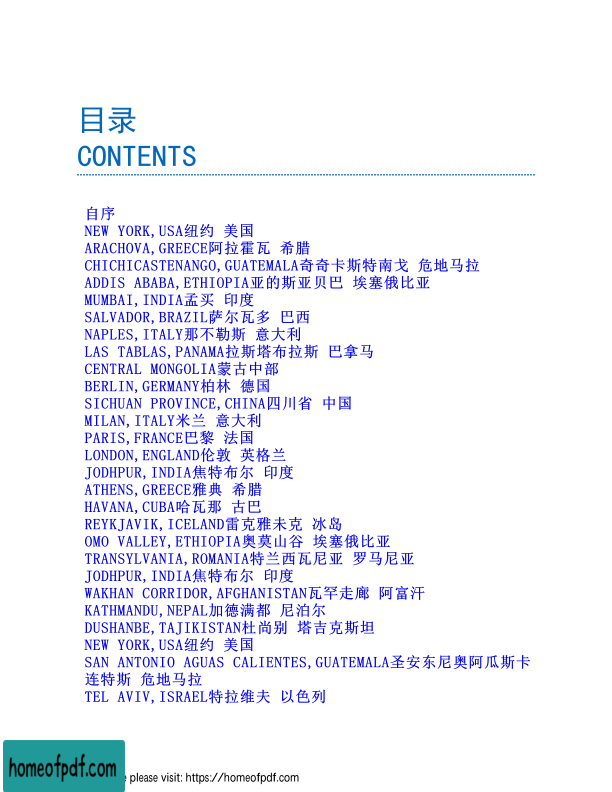 目录
CONTENTS
自序
NEW YORK,USA纽约 美国
ARACHOVA,GREECE阿拉霍瓦 希腊
CHICHICASTENANGO,GUATEMALA奇奇卡斯特南戈 危地马拉
ADDIS ABABA,ETHIOPIA亚的斯亚贝巴 埃塞俄比亚
MUMBAI,INDIA孟买 印度
SALVADOR,BRAZIL萨尔瓦多 巴西
NAPLES,ITALY那不勒斯 意大利
LAS TABLAS,PANAMA拉斯塔布拉斯 巴拿马
CENTRAL MONGOLIA蒙古中部
BERLIN,GERMANY柏林 德国
SICHUAN PROVINCE,CHINA四川省 中国
MILAN,ITALY米兰 意大利
PARIS,FRANCE巴黎 法国
LONDON,ENGLAND伦敦 英格兰
JODHPUR,INDIA焦特布尔 印度
ATHENS,GREECE雅典 希腊
HAVANA,CUBA哈瓦那 古巴
REYKJAVIK,ICELAND雷克雅未克 冰岛
OMO VALLEY,ETHIOPIA奥莫山谷 埃塞俄比亚
TRANSYLVANIA,ROMANIA特兰西瓦尼亚 罗马尼亚
JODHPUR,INDIA焦特布尔 印度
WAKHAN CORRIDOR,AFGHANISTAN瓦罕走廊 阿富汗
KATHMANDU,NEPAL加德满都 尼泊尔
DUSHANBE,TAJIKISTAN杜尚别 塔吉克斯坦
NEW YORK,USA纽约 美国
SAN ANTONIO AGUAS CALIENTES,GUATEMALA圣安东尼奥阿瓜斯卡
连特斯 危地马拉
TEL AVIV,ISRAEL特拉维夫 以色列
homeofpdf.com
please visit: https://homeofpdf.com